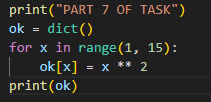 print("PART 7 OF TASK")
ok = dict()
for x in range(1, 15):
    ok[x] = x ** 2
print(ok)